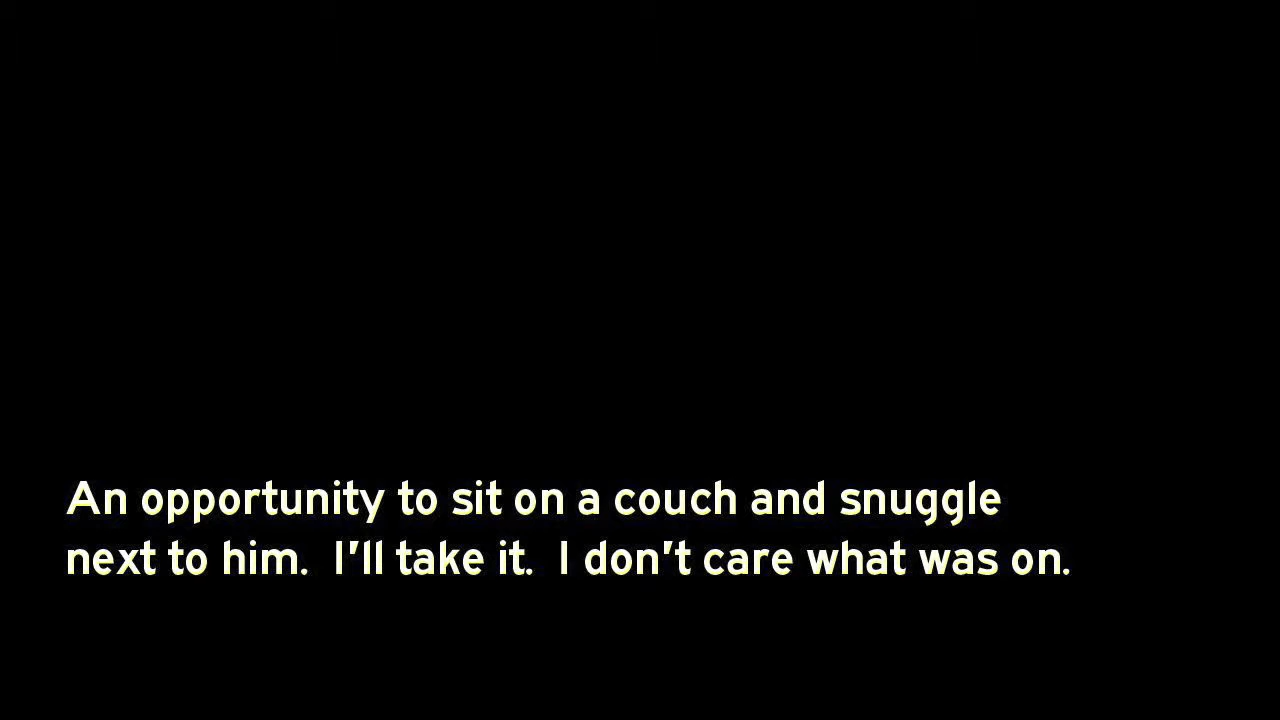 An opportunity to sit on a couch and snuggle
next to him.  I'll take it.  I don't care what was on.